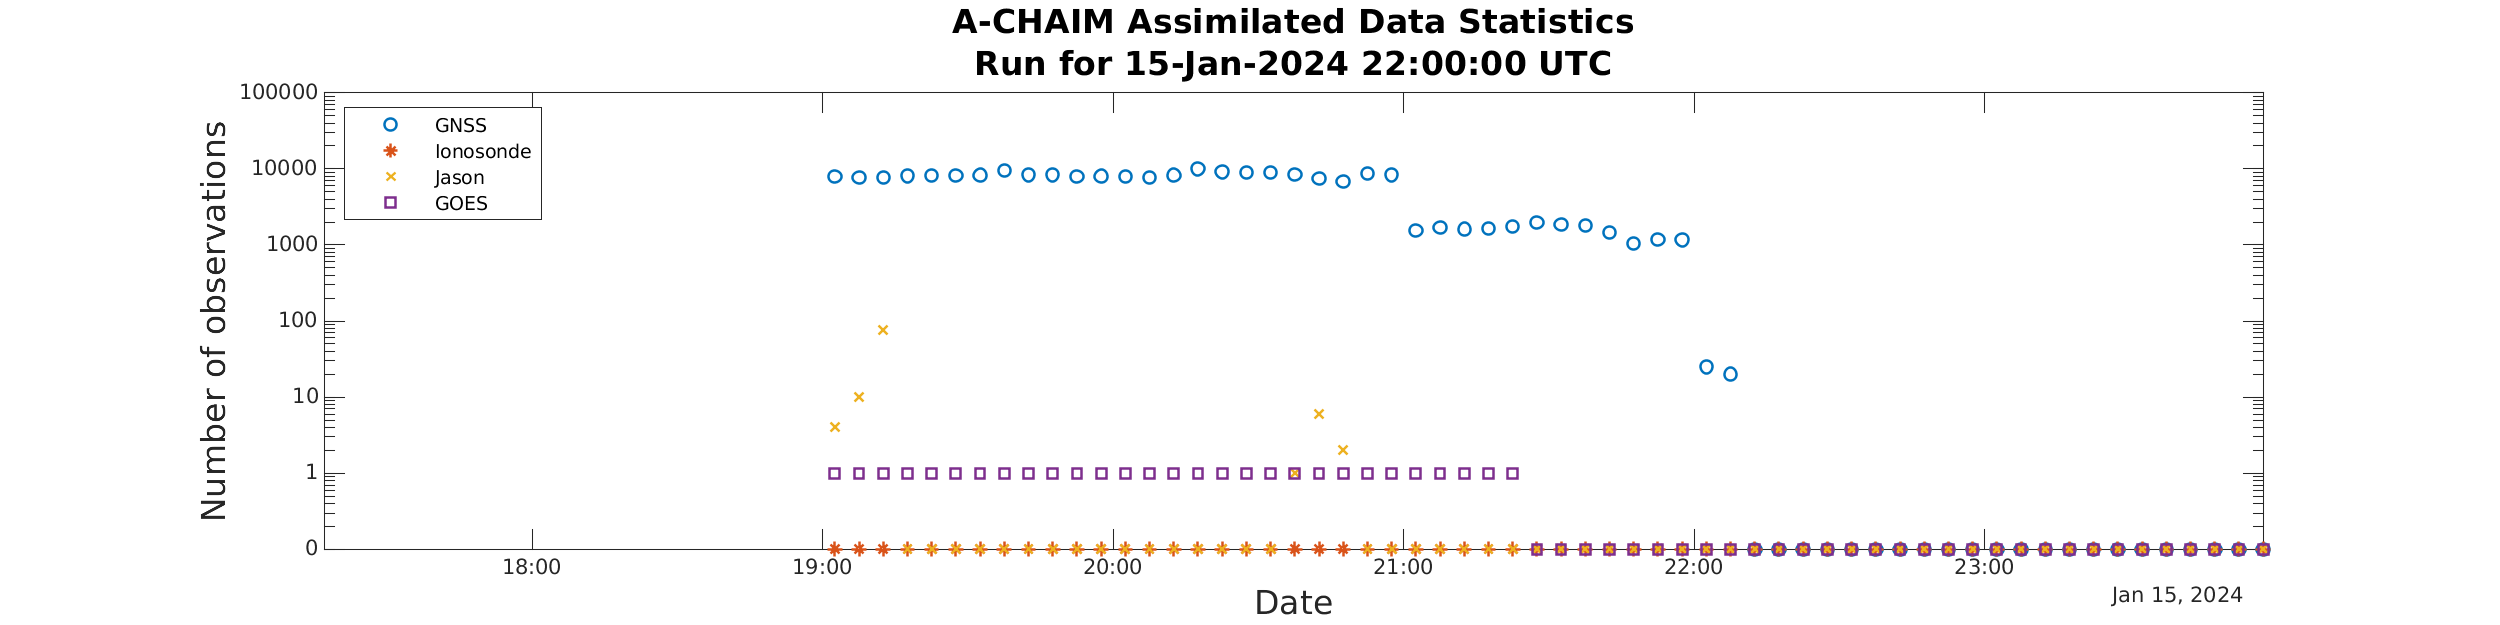 A-CHAIM Assimilated Data Statistics
Run for 15-Jan-2024 22:00:00 UTC
Number of observations
100000
10000
1000
100
10
1
0
GNSS
Ionosonde
Jason
GOES
18:00 19:00 20:00 21:00 22:00 23:00
Date
Jan 15, 2024